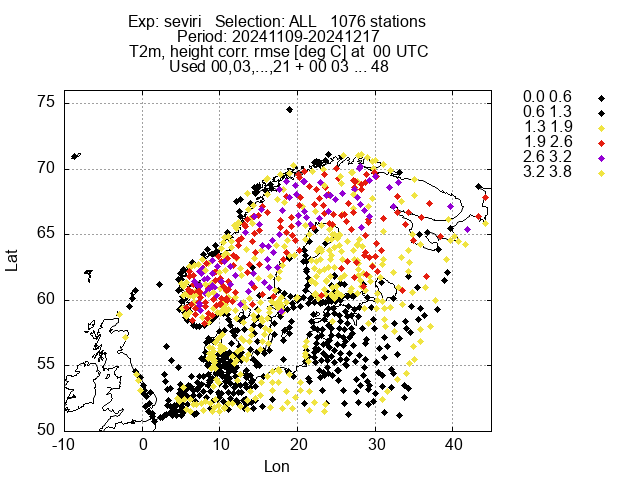 Exp: seviri   Selection: ALL   1076 stations
Period: 20241109-20241217
T2m, height corr. rmse [deg C] at  00 UTC
Used 00,03,...,21 + 00 03 ... 48
0.0 0.6
0.6 1.3
1.3 1.9
1.9 2.6
2.6 3.2
3.2 3.8
75
70
65
60
55
50
Lat
-10 0 10 20 30 40
Lon